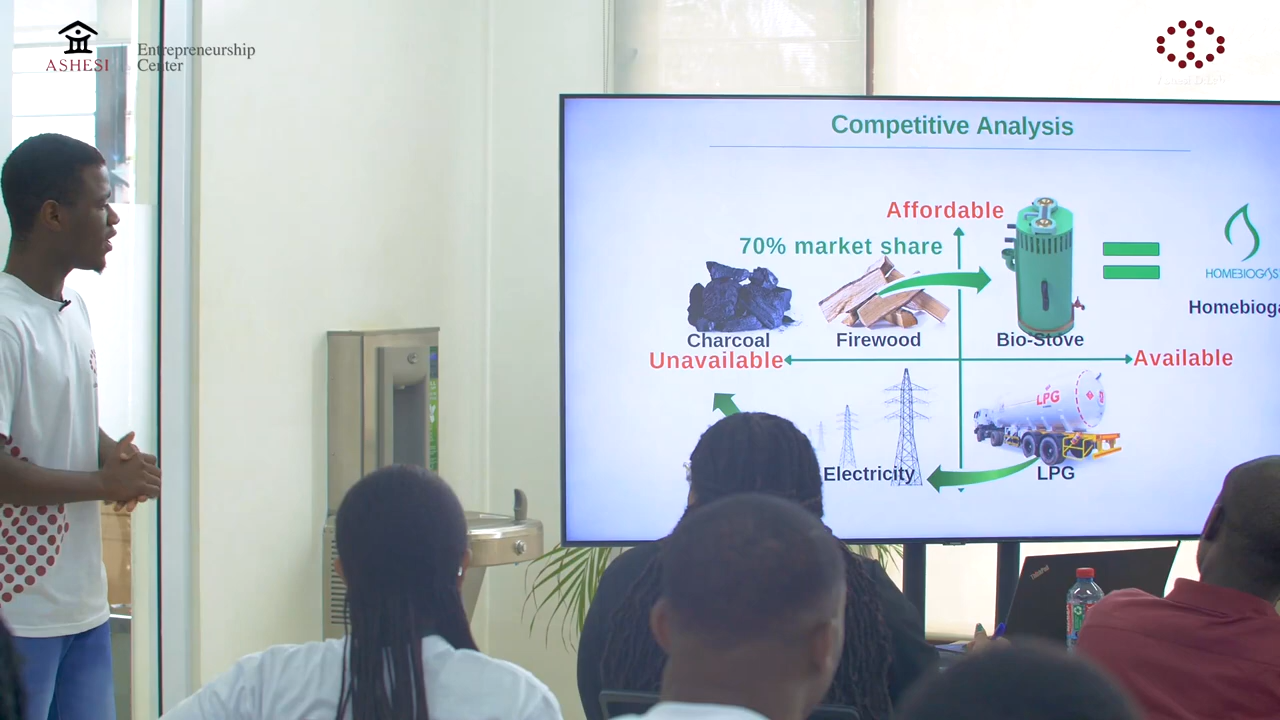 ASHESI
Entrepreneurship
Center
Competitive Analysis
Affordable
70% market share
Charcoal
Firewood
Bio-Stove
HOMEBIOGAS
Homebioga
Unavailable
Available
LPG
Electricity
LPG
ThinkPad